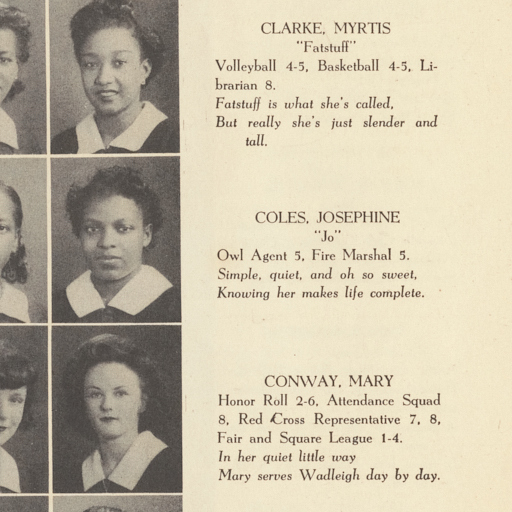 CLARKE, MYRTIS
"Fatstuff"
Volleyball 4-5, Basketball 4-5, Li-
brarian 8.
Fatstuff is what she's called,
But really she's just slender and
tall.
COLES, JOSEPHINE
"Jo"
Owl Agent 5, Fire Marshal 5.
Simple, quiet, and oh so sweet,
Knowing her makes life complete.
CONWAY, MARY
Honor Roll 2-6, Attendance Squad
8, Red Cross Representative 7, 8,
Fair and Square League 1-4.
In her quiet little way
Mary serves Wadleigh day by day.